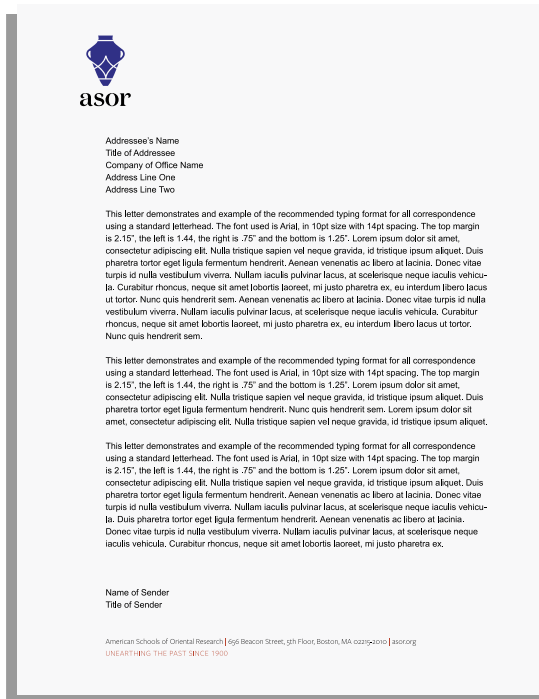 asor
Addressee's Name
Title of Addressee
Company of Office Name
Address Line One
Address Line Two
This letter demonstrates and example of the recommended typing format for all correspondence
using a standard letterhead. The font used is Arial, in 10pt size with 14pt spacing. The top margin
is 2.15", the left is 1.44, the right is .75" and the bottom is 1.25". Lorem ipsum dolor sit amet,
consectetur adipiscing elit. Nulla tristique sapien vel neque gravida, id tristique ipsum aliquet. Duis
pharetra tortor eget ligula fermentum hendrerit. Aenean venenatis ac libero at lacinia. Donec vitae
turpis id nulla vestibulum viverra. Nullam iaculis pulvinar lacus, at scelerisque neque iaculis vehicu-
la. Curabitur rhoncus, neque sit amet lobortis laoreet, mi justo pharetra ex, eu interdum libero lacus
ut tortor. Nunc quis hendrerit sem. Aenean venenatis ac libero at lacinia. Donec vitae turpis id nulla
vestibulum viverra. Nullam iaculis pulvinar lacus, at scelerisque neque iaculis vehicula. Curabitur
rhoncus, neque sit amet lobortis laoreet, mi justo pharetra ex, eu interdum libero lacus ut tortor.
Nunc quis hendrerit sem.
This letter demonstrates and example of the recommended typing format for all correspondence
using a standard letterhead. The font used is Arial, in 10pt size with 14pt spacing. The top margin
is 2.15", the left is 1.44, the right is .75" and the bottom is 1.25". Lorem ipsum dolor sit amet,
consectetur adipiscing elit. Nulla tristique sapien vel neque gravida, id tristique ipsum aliquet. Duis
pharetra tortor eget ligula fermentum hendrerit. Nunc quis hendrerit sem. Lorem ipsum dolor sit
amet, consectetur adipiscing elit. Nulla tristique sapien vel neque gravida, id tristique ipsum aliquet.
This letter demonstrates and example of the recommended typing format for all correspondence
using a standard letterhead. The font used is Arial, in 10pt size with 14pt spacing. The top margin
is 2.15", the left is 1.44, the right is .75" and the bottom is 1.25". Lorem ipsum dolor sit amet,
consectetur adipiscing elit. Nulla tristique sapien vel neque gravida, id tristique ipsum aliquet. Duis
pharetra tortor eget ligula fermentum hendrerit. Aenean venenatis ac libero at lacinia. Donec vitae
turpis id nulla vestibulum viverra. Nullam iaculis pulvinar lacus, at scelerisque neque iaculis vehicu-
la. Duis pharetra tortor eget ligula fermentum hendrerit. Aenean venenatis ac libero at lacinia.
Donec vitae turpis id nulla vestibulum viverra. Nullam iaculis pulvinar lacus, at scelerisque neque
iaculis vehicula. Curabitur rhoncus, neque sit amet lobortis laoreet, mi justo pharetra ex.
Name of Sender
Title of Sender
American Schools of Oriental Research | 656 Beacon Street, 5th Floor, Boston, MA 02215-2010 | asor.org
UNEARTHING THE PAST SINCE 1900